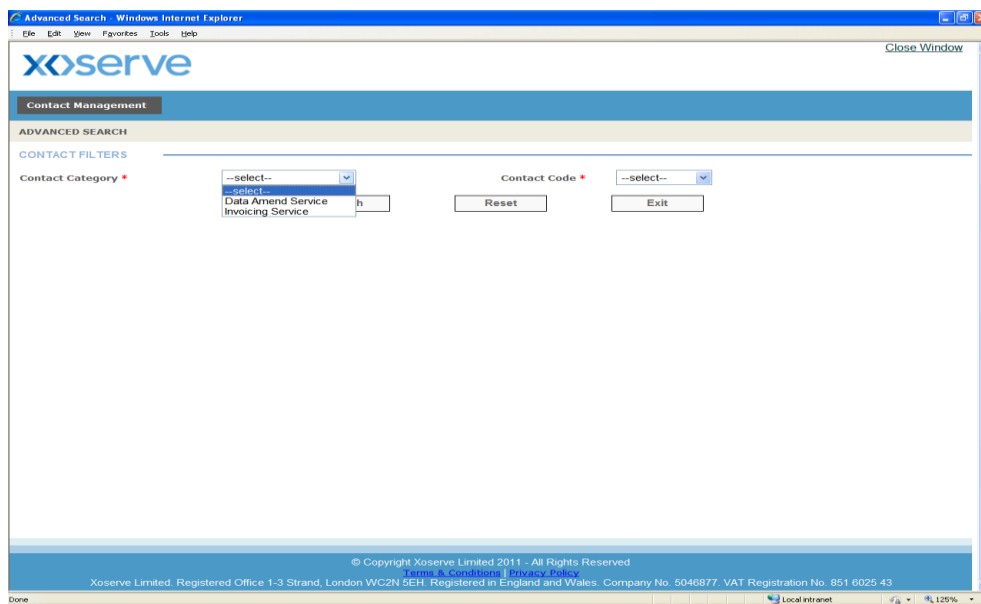 Advanced Search - Windows Internet Explorer
File Edit View Favorites Tools Help
Close Window
xoserve
Contact Management
ADVANCED SEARCH
CONTACT FILTERS
Contact Category * --select-- Contact Code * --select--
--select--
Data Amend Service h Reset Exit
Invoicing Service
© Copyright Xoserve Limited 2011 - All Rights Reserved
Terms & Conditions | Privacy Policy
Xoserve Limited. Registered Office 1-3 Strand, London WC2N 5EH. Registered in England and Wales. Company No. 5046877. VAT Registration No. 851 6025 43
Done Local intranet 125%